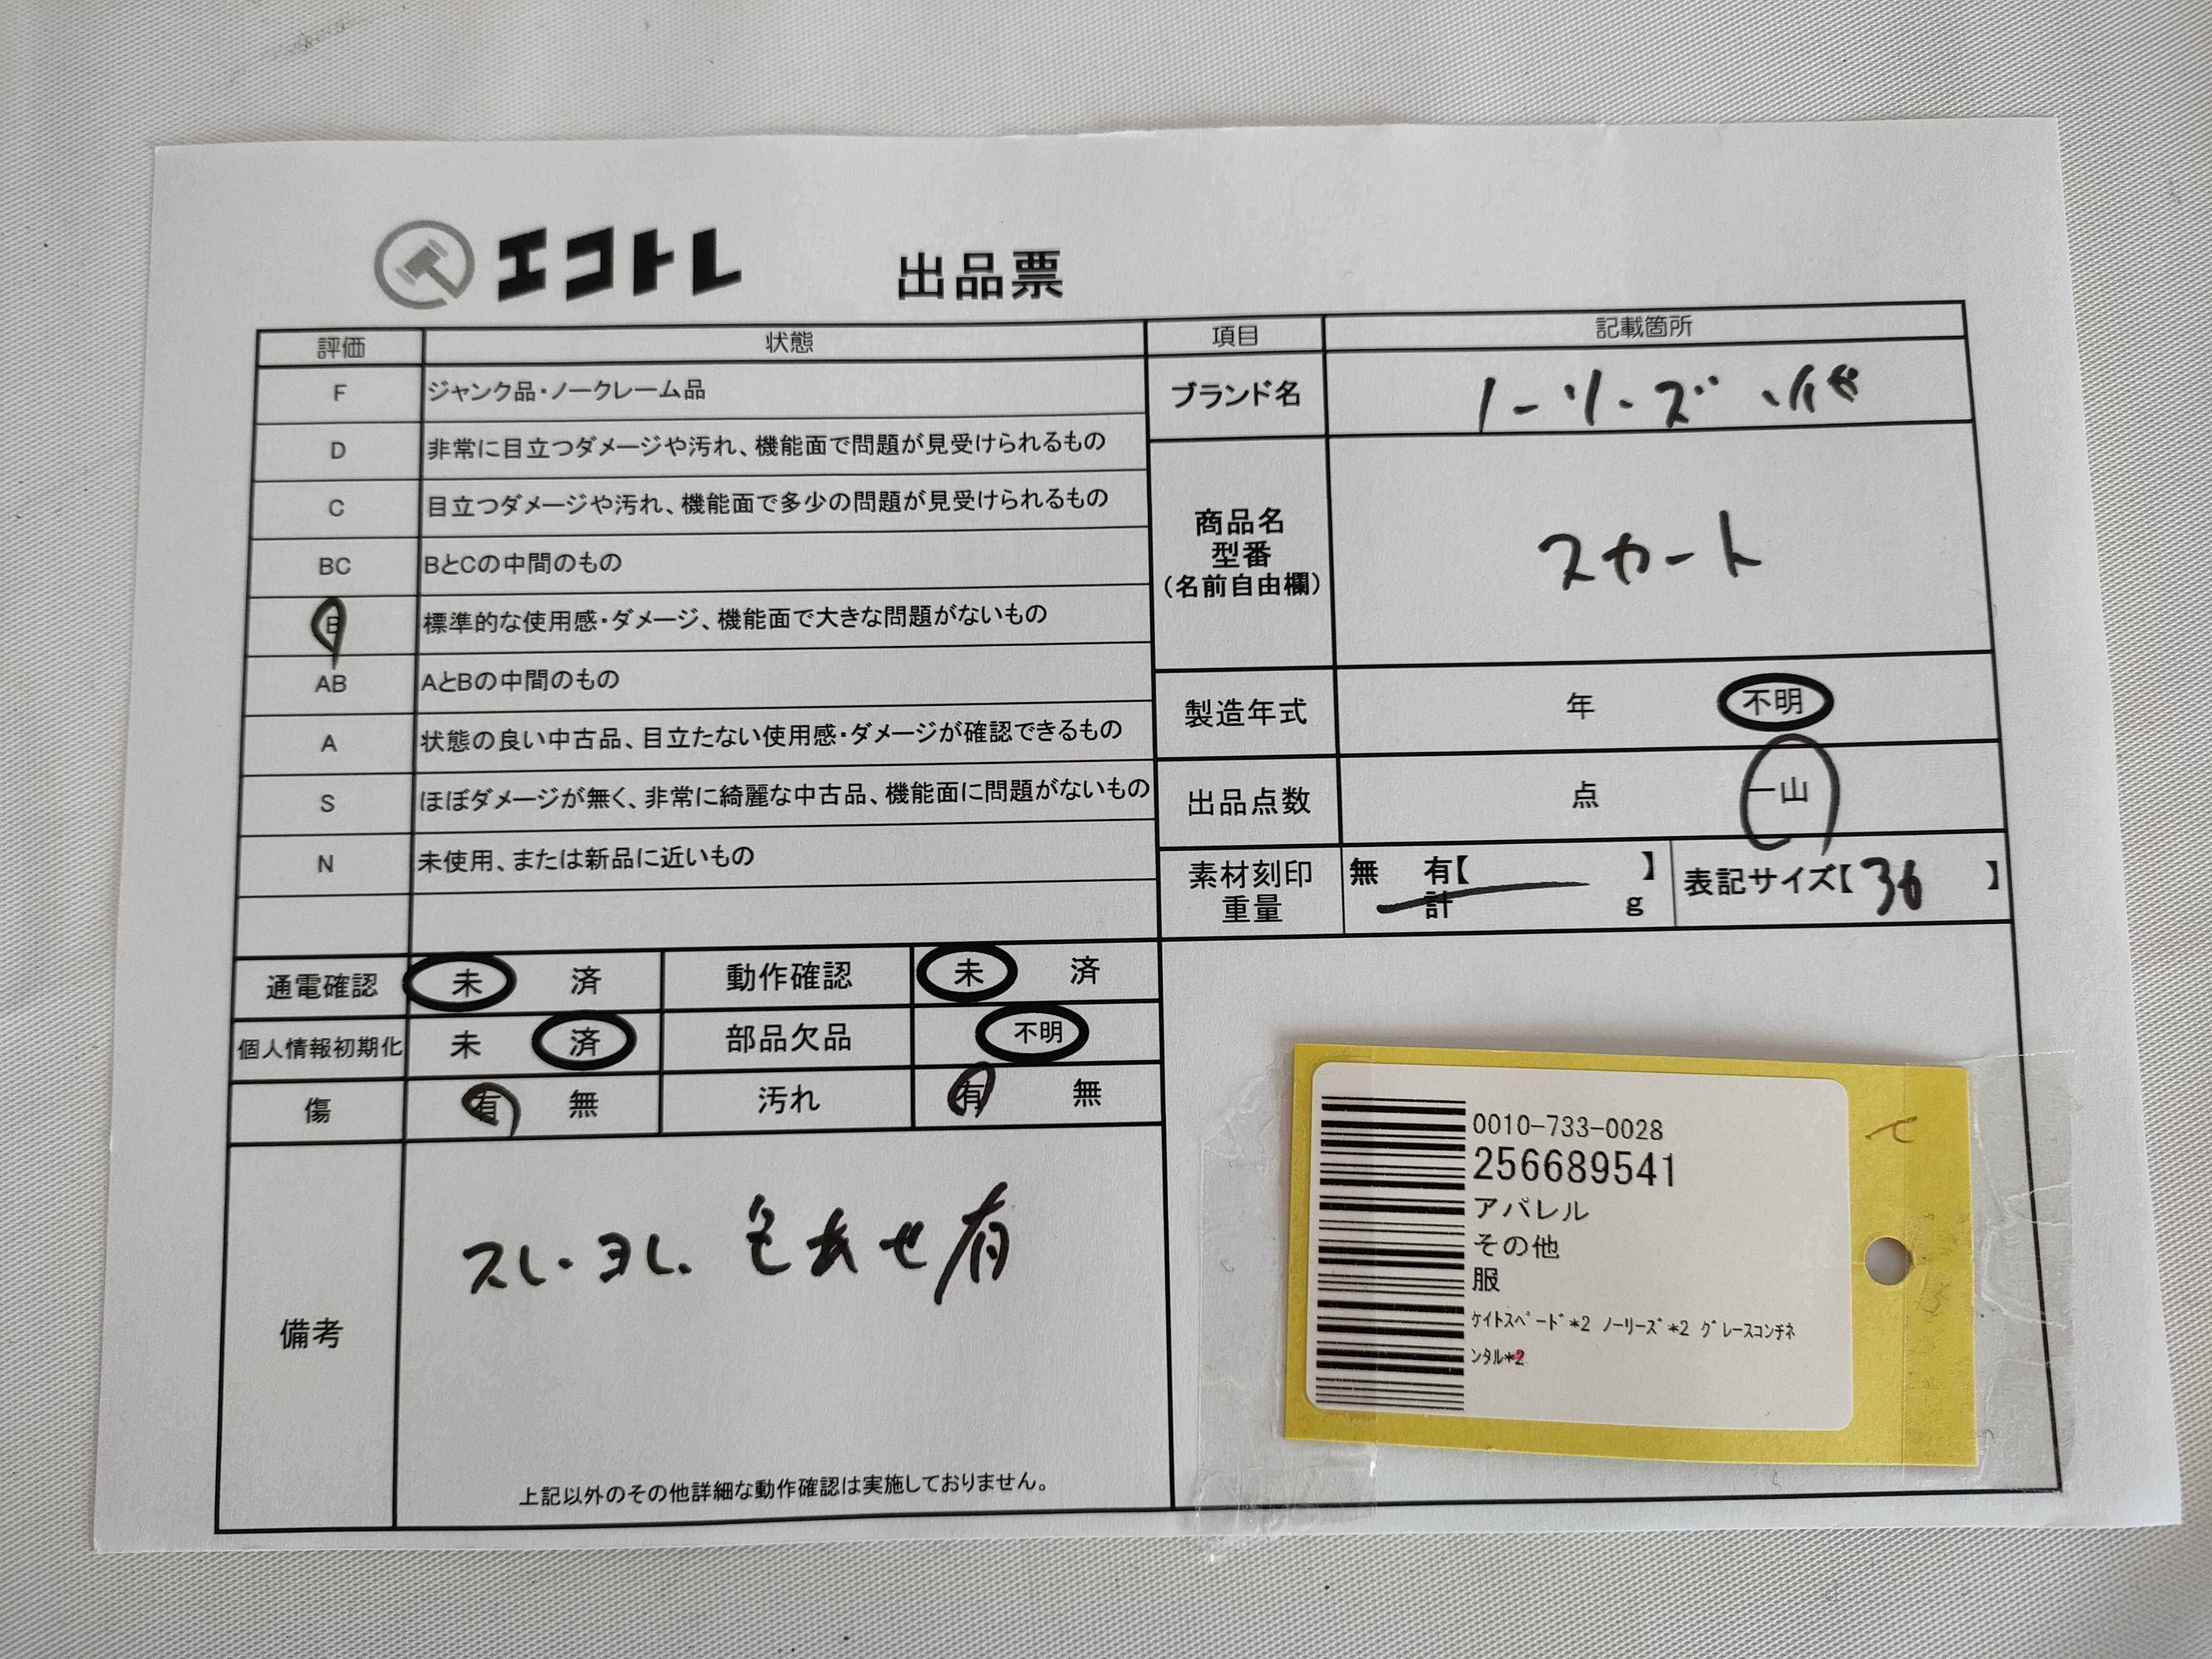 エコトレ 出品票
評価 状態
F ジャンク品・ノークレーム品
D 非常に目立つダメージや汚れ、機能面で問題が見受けられるもの
C 目立つダメージや汚れ、機能面で多少の問題が見受けられるもの
BC BとCの中間のもの
B 標準的な使用感・ダメージ、機能面で大きな問題がないもの
AB AとBの中間のもの
A 状態の良い中古品、目立たない使用感・ダメージが確認できるもの
S ほぼダメージが無く、非常に綺麗な中古品、機能面に問題がないもの
N 未使用、または新品に近いもの
項目 記載箇所
ブランド名 ノーリーズ
商品名
型番
(名前自由欄)
スカート
製造年式 年 不明
出品点数 点 一山
素材刻印 無 有【 】
重量 計 g
表記サイズ【36 】
通電確認 未 済 動作確認 未 済
個人情報初期化 未 済 部品欠品 不明
傷 有 無 汚れ 有 無
備考
スレ・ヨレ・色あせ有
上記以外のその他詳細な動作確認は実施しておりません。
0010-733-0028
256689541
アパレル
その他
服
ケイトスペード*2 ノーリーズ*2 グレースコンチネ
ンタル*2